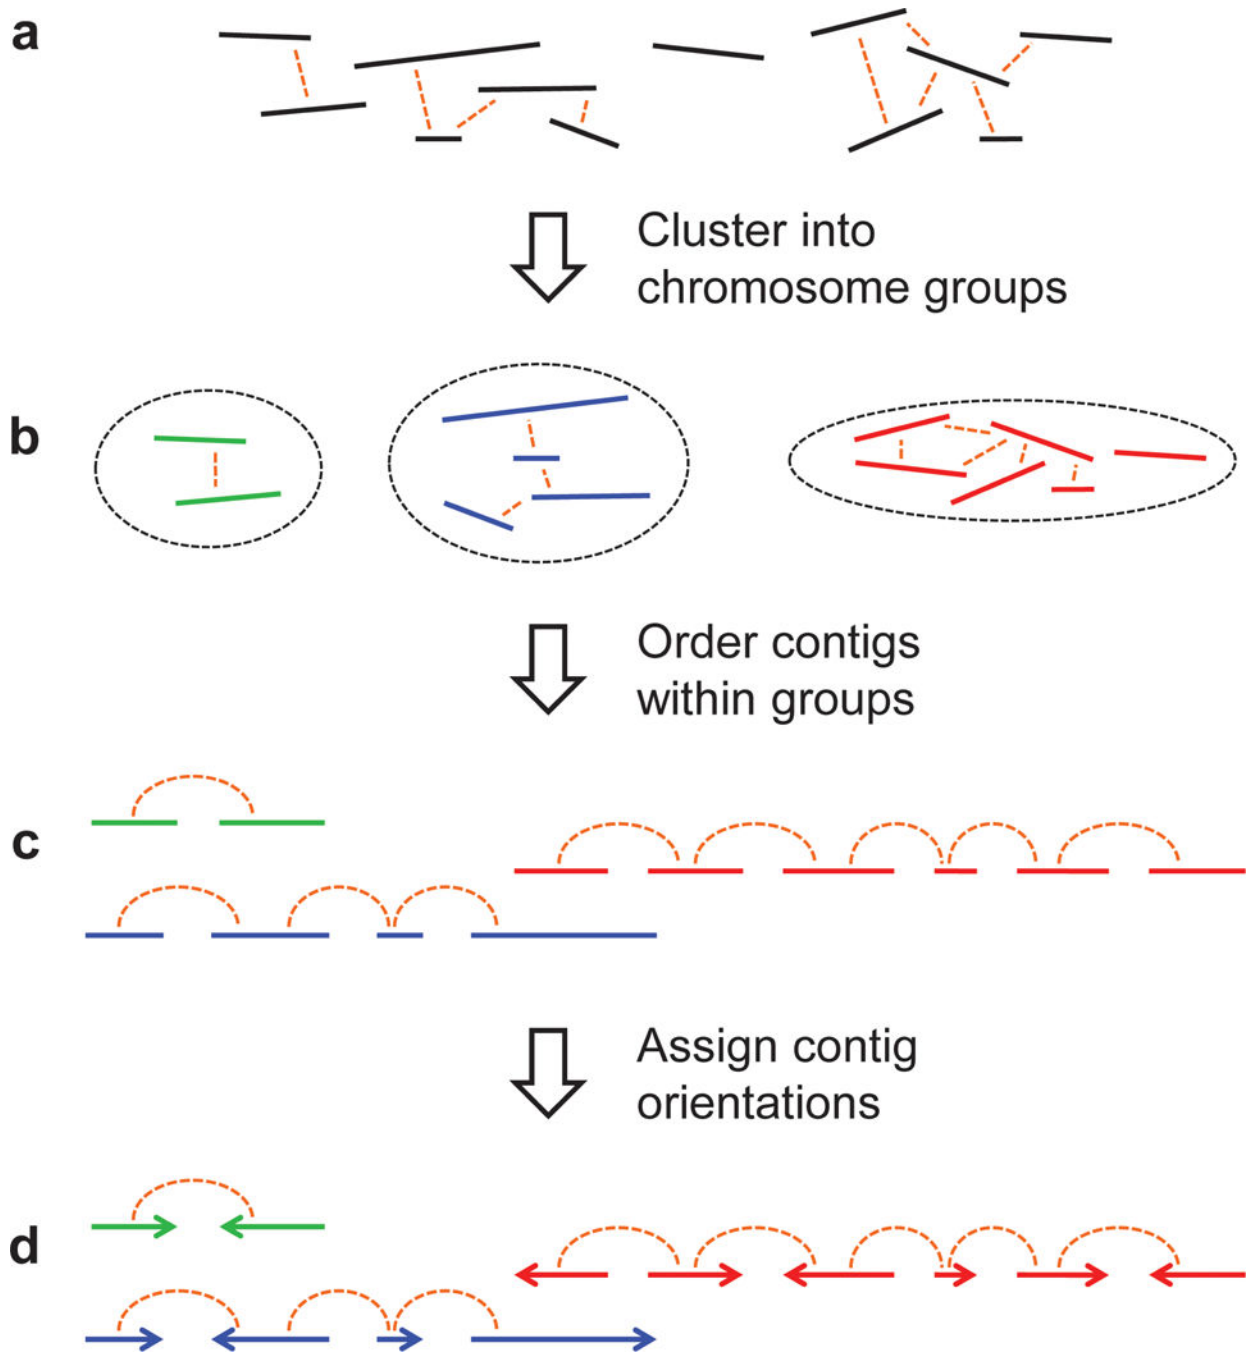 a
Cluster into
chromosome groups
b
Order contigs
within groups
c
Assign contig
orientations
d